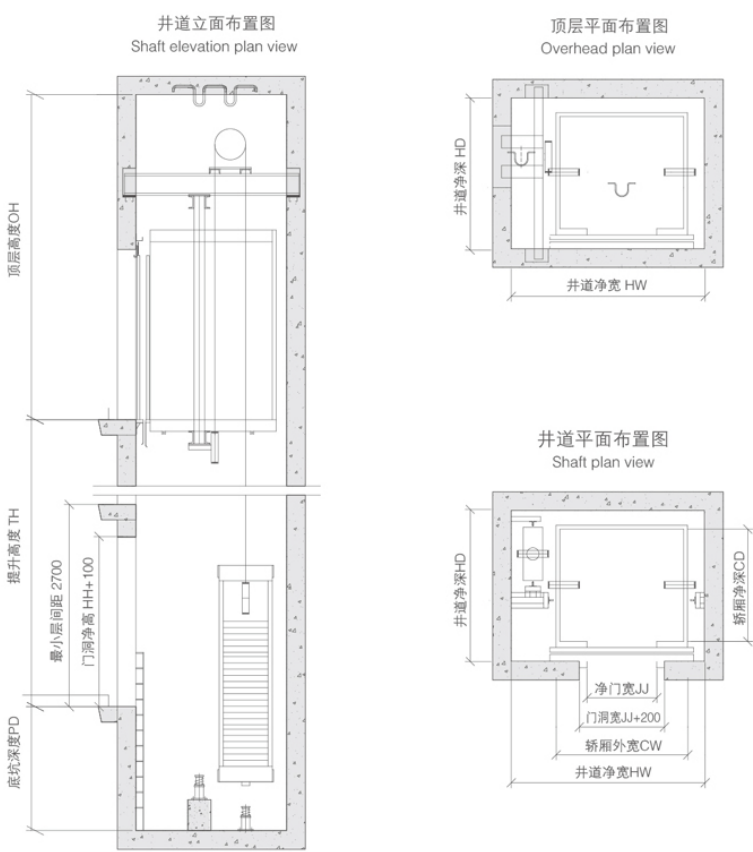 井道立面布置图
Shaft elevation plan view
顶层高度OH
提升高度 TH
最小层间距 2700
门洞净高 HH+100
底坑深度PD
顶层平面布置图
Overhead plan view
井道净深 HD
井道净宽 HW
井道平面布置图
Shaft plan view
井道净深HD
轿厢净深CD
净门宽JJ
门洞宽JJ+200
轿厢外宽CW
井道净宽HW